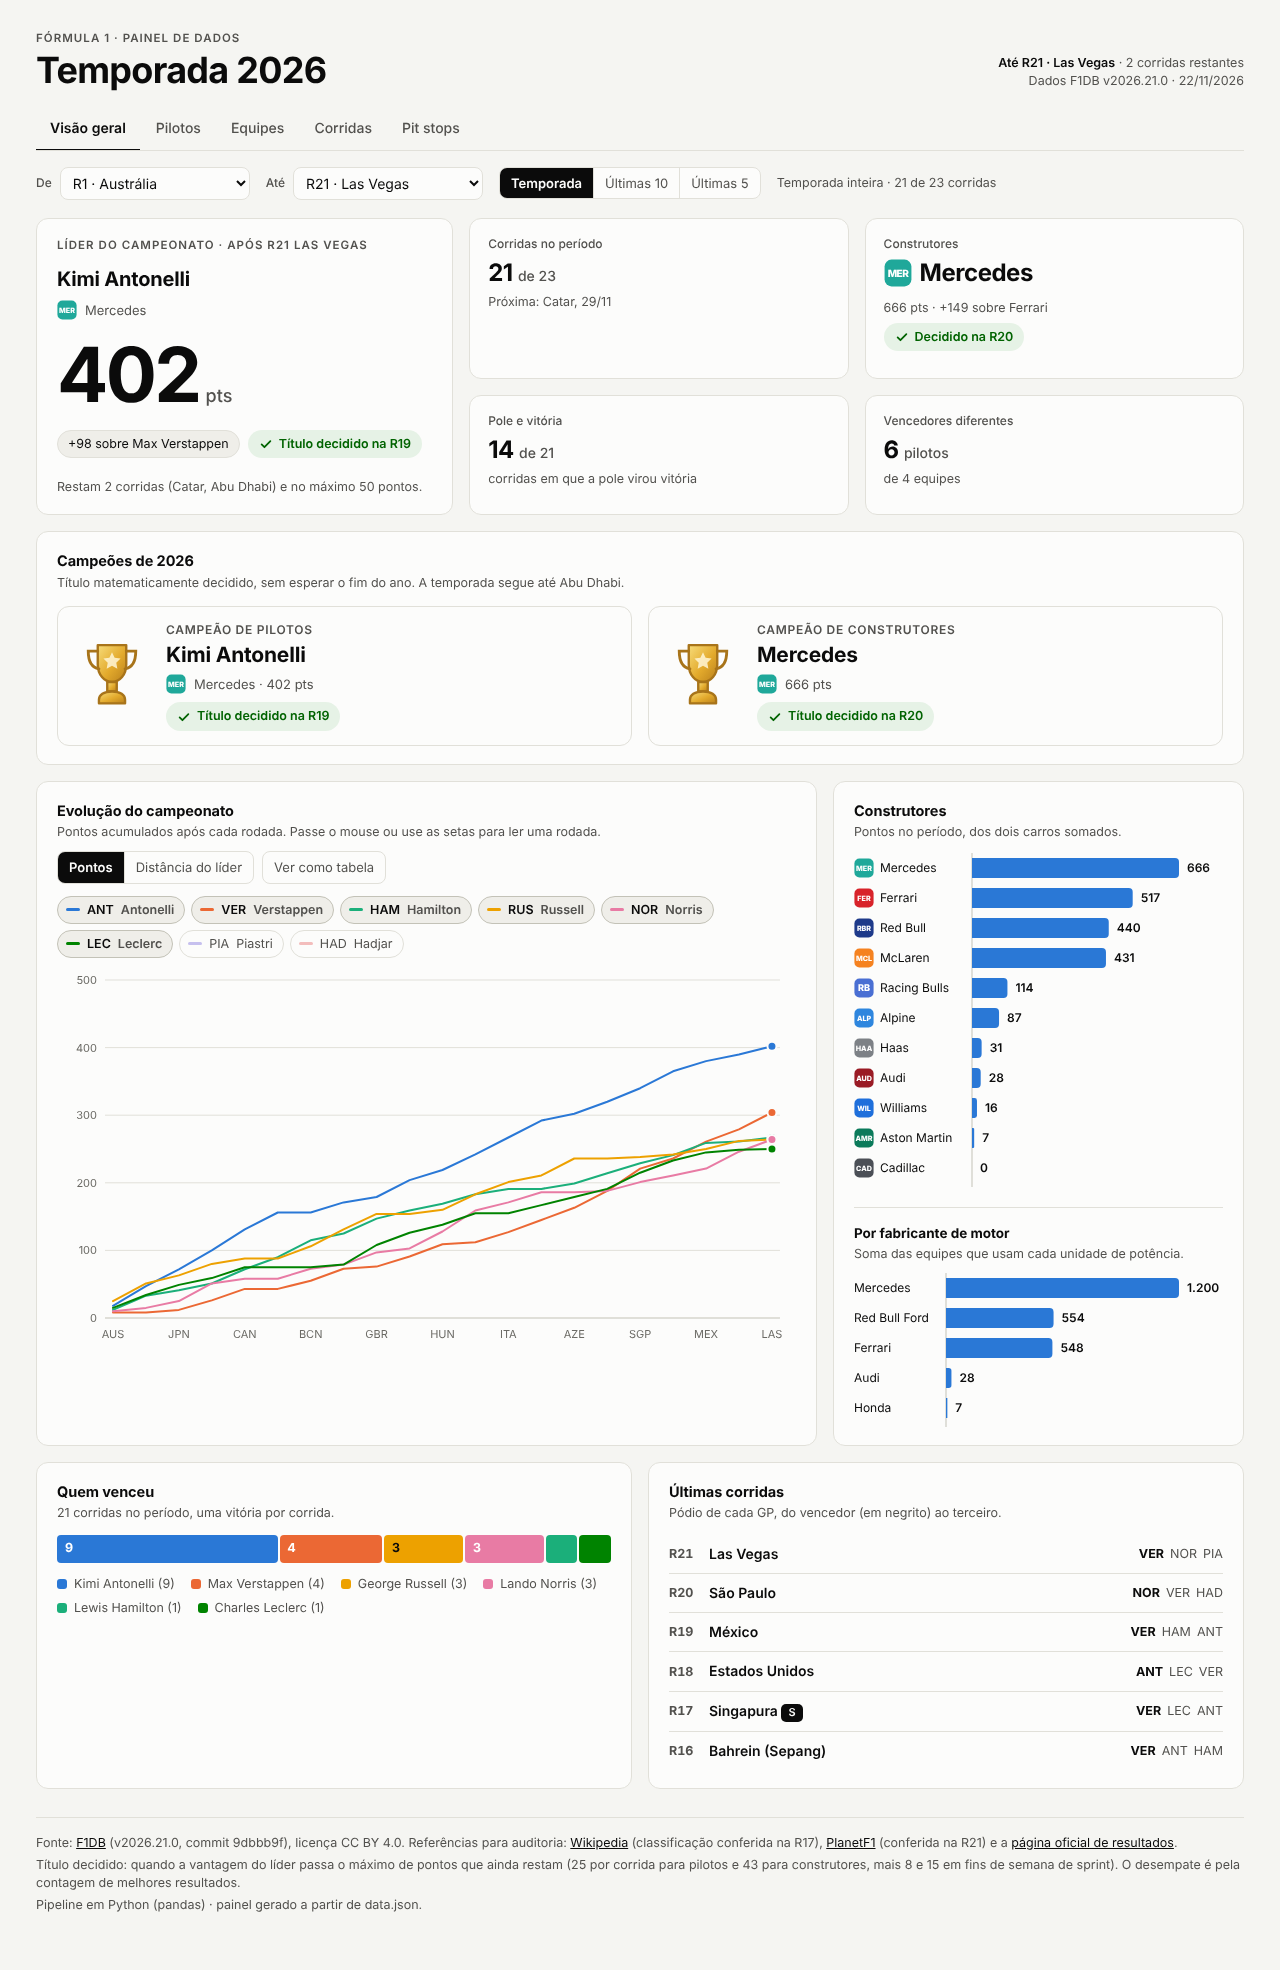 FÓRMULA 1 · PAINEL DE DADOS
Temporada 2026
Até R21 · Las Vegas · 2 corridas restantes
Dados F1DB v2026.21.0 · 22/11/2026
Visão geral Pilotos Equipes Corridas Pit stops
De R1 · Austrália Até R21 · Las Vegas Temporada Últimas 10 Últimas 5 Temporada inteira · 21 de 23 corridas
LÍDER DO CAMPEONATO · APÓS R21 LAS VEGAS
Kimi Antonelli
MER Mercedes
402 pts
+98 sobre Max Verstappen Título decidido na R19
Restam 2 corridas (Catar, Abu Dhabi) e no máximo 50 pontos.
Corridas no período
21 de 23
Próxima: Catar, 29/11
Construtores
MER Mercedes
666 pts · +149 sobre Ferrari
Decidido na R20
Pole e vitória
14 de 21
corridas em que a pole virou vitória
Vencedores diferentes
6 pilotos
de 4 equipes
Campeões de 2026
Título matematicamente decidido, sem esperar o fim do ano. A temporada segue até Abu Dhabi.
CAMPEÃO DE PILOTOS
Kimi Antonelli
MER Mercedes · 402 pts
Título decidido na R19
CAMPEÃO DE CONSTRUTORES
Mercedes
MER 666 pts
Título decidido na R20
Evolução do campeonato
Pontos acumulados após cada rodada. Passe o mouse ou use as setas para ler uma rodada.
Pontos Distância do líder Ver como tabela
ANT Antonelli VER Verstappen HAM Hamilton RUS Russell NOR Norris
LEC Leclerc PIA Piastri HAD Hadjar
500
400
300
200
100
0
AUS JPN CAN BCN GBR HUN ITA AZE SGP MEX LAS
Construtores
Pontos no período, dos dois carros somados.
MER Mercedes 666
FER Ferrari 517
RBR Red Bull 440
MCL McLaren 431
RB Racing Bulls 114
ALP Alpine 87
HAA Haas 31
AUD Audi 28
WIL Williams 16
AMR Aston Martin 7
CAD Cadillac 0
Por fabricante de motor
Soma das equipes que usam cada unidade de potência.
Mercedes 1.200
Red Bull Ford 554
Ferrari 548
Audi 28
Honda 7
Quem venceu
21 corridas no período, uma vitória por corrida.
9 4 3 3
Kimi Antonelli (9) Max Verstappen (4) George Russell (3) Lando Norris (3)
Lewis Hamilton (1) Charles Leclerc (1)
Últimas corridas
Pódio de cada GP, do vencedor (em negrito) ao terceiro.
R21 Las Vegas VER NOR PIA
R20 São Paulo NOR VER HAD
R19 México VER HAM ANT
R18 Estados Unidos ANT LEC VER
R17 Singapura S VER LEC ANT
R16 Bahrein (Sepang) VER ANT HAM
Fonte: F1DB (v2026.21.0, commit 9dbbb9f), licença CC BY 4.0. Referências para auditoria: Wikipedia (classificação conferida na R17), PlanetF1 (conferida na R21) e a página oficial de resultados.
Título decidido: quando a vantagem do líder passa o máximo de pontos que ainda restam (25 por corrida para pilotos e 43 para construtores, mais 8 e 15 em fins de semana de sprint). O desempate é pela
contagem de melhores resultados.
Pipeline em Python (pandas) · painel gerado a partir de data.json.